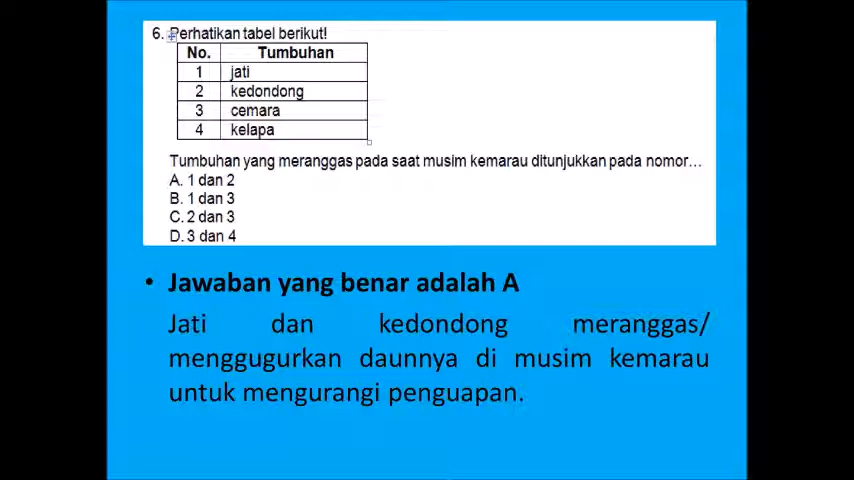 6. Perhatikan tabel berikut!
No. Tumbuhan
1 jati
2 kedondong
3 cemara
4 kelapa
Tumbuhan yang meranggas pada saat musim kemarau ditunjukkan pada nomor...
A. 1 dan 2
B. 1 dan 3
C. 2 dan 3
D. 3 dan 4
• Jawaban yang benar adalah A
Jati dan kedondong meranggas/
menggugurkan daunnya di musim kemarau
untuk mengurangi penguapan.